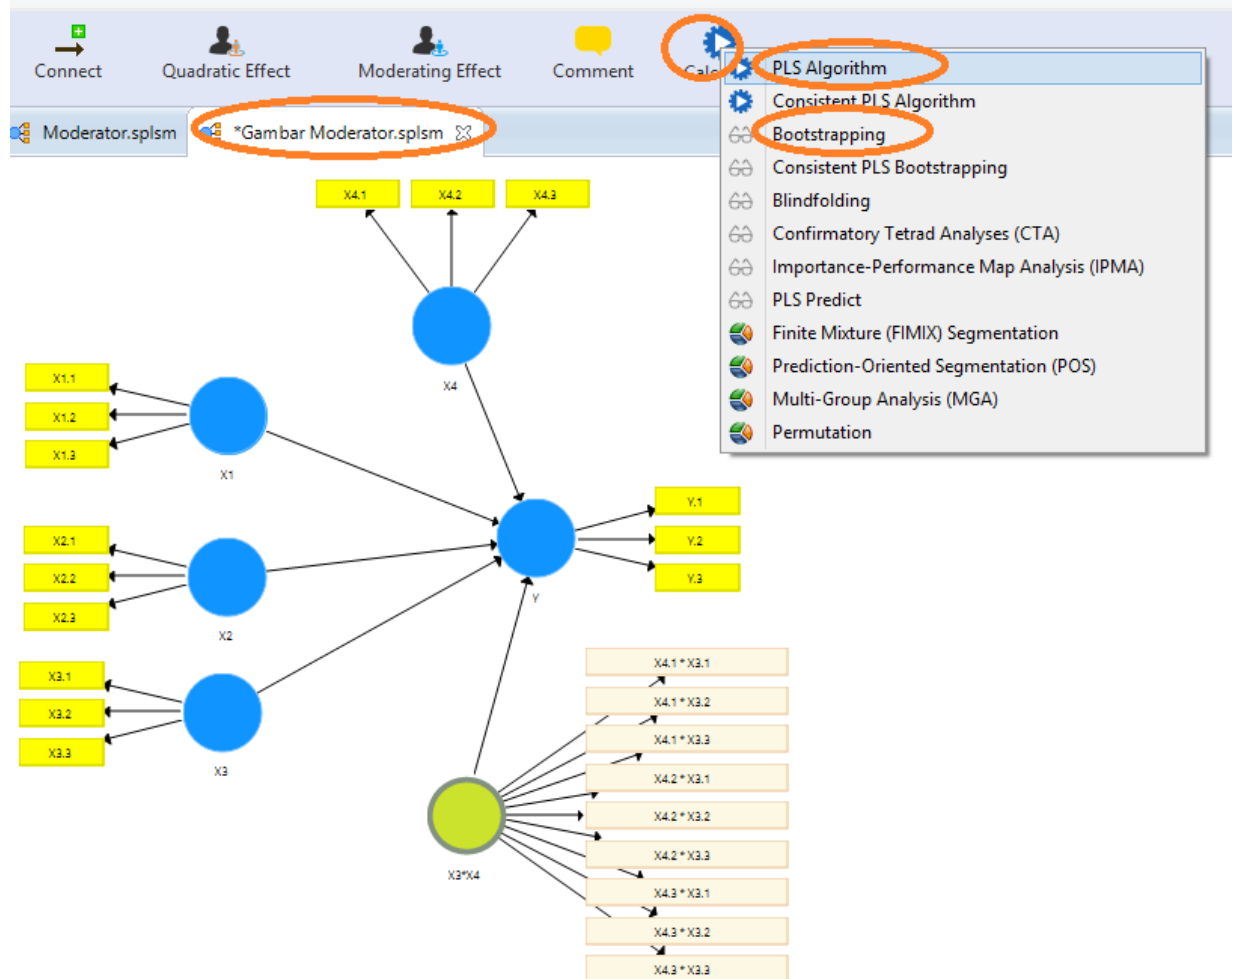 Connect
Quadratic Effect
Moderating Effect
Comment
Calc
PLS Algorithm
Consistent PLS Algorithm
Bootstrapping
Consistent PLS Bootstrapping
Blindfolding
Confirmatory Tetrad Analyses (CTA)
Importance-Performance Map Analysis (IPMA)
PLS Predict
Finite Mixture (FIMIX) Segmentation
Prediction-Oriented Segmentation (POS)
Multi-Group Analysis (MGA)
Permutation
Moderator.splsm
*Gambar Moderator.splsm
X4.1
X4.2
X4.3
X4
X1.1
X1.2
X1.3
X1
X2.1
X2.2
X2.3
X2
X3.1
X3.2
X3.3
X3
Y.1
Y.2
Y.3
Y
X3*X4
X4.1 * X3.1
X4.1 * X3.2
X4.1 * X3.3
X4.2 * X3.1
X4.2 * X3.2
X4.2 * X3.3
X4.3 * X3.1
X4.3 * X3.2
X4.3 * X3.3